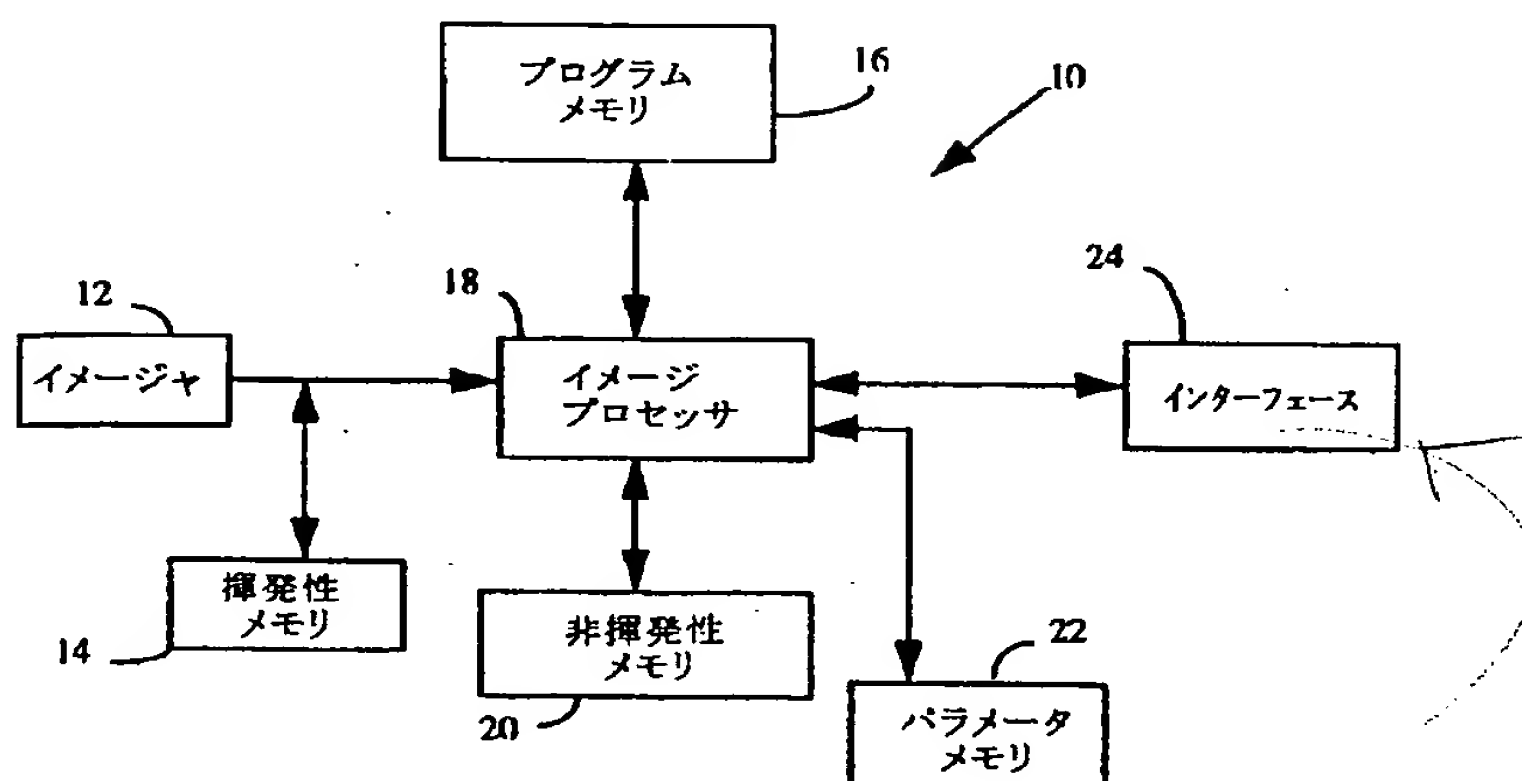 プログラム
メモリ
16
10
18
24
12
イメージャ
イメージ
プロセッサ
インターフェース
揮発性
メモリ
14
非揮発性
メモリ
20
22
パラメータ
メモリ